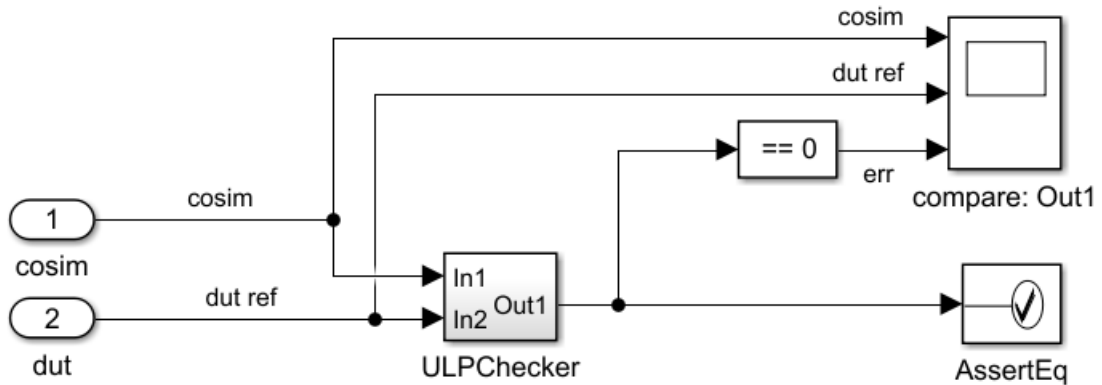 cosim
dut ref
== 0
err
compare: Out1
cosim
1
cosim
In1
Out1
In2
dut ref
2
dut
ULPChecker
AssertEq